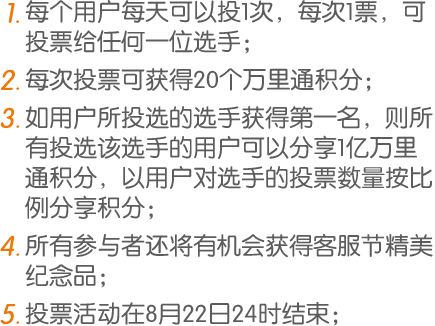 1. 每个用户每天可以投1次，每次1票，可
投票给任何一位选手；
2. 每次投票可获得20个万里通积分；
3. 如用户所投选的选手获得第一名，则所
有投选该选手的用户可以分享1亿万里
通积分，以用户对选手的投票数量按比
例分享积分；
4. 所有参与者还将有机会获得客服节精美
纪念品；
5. 投票活动在8月22日24时结束；